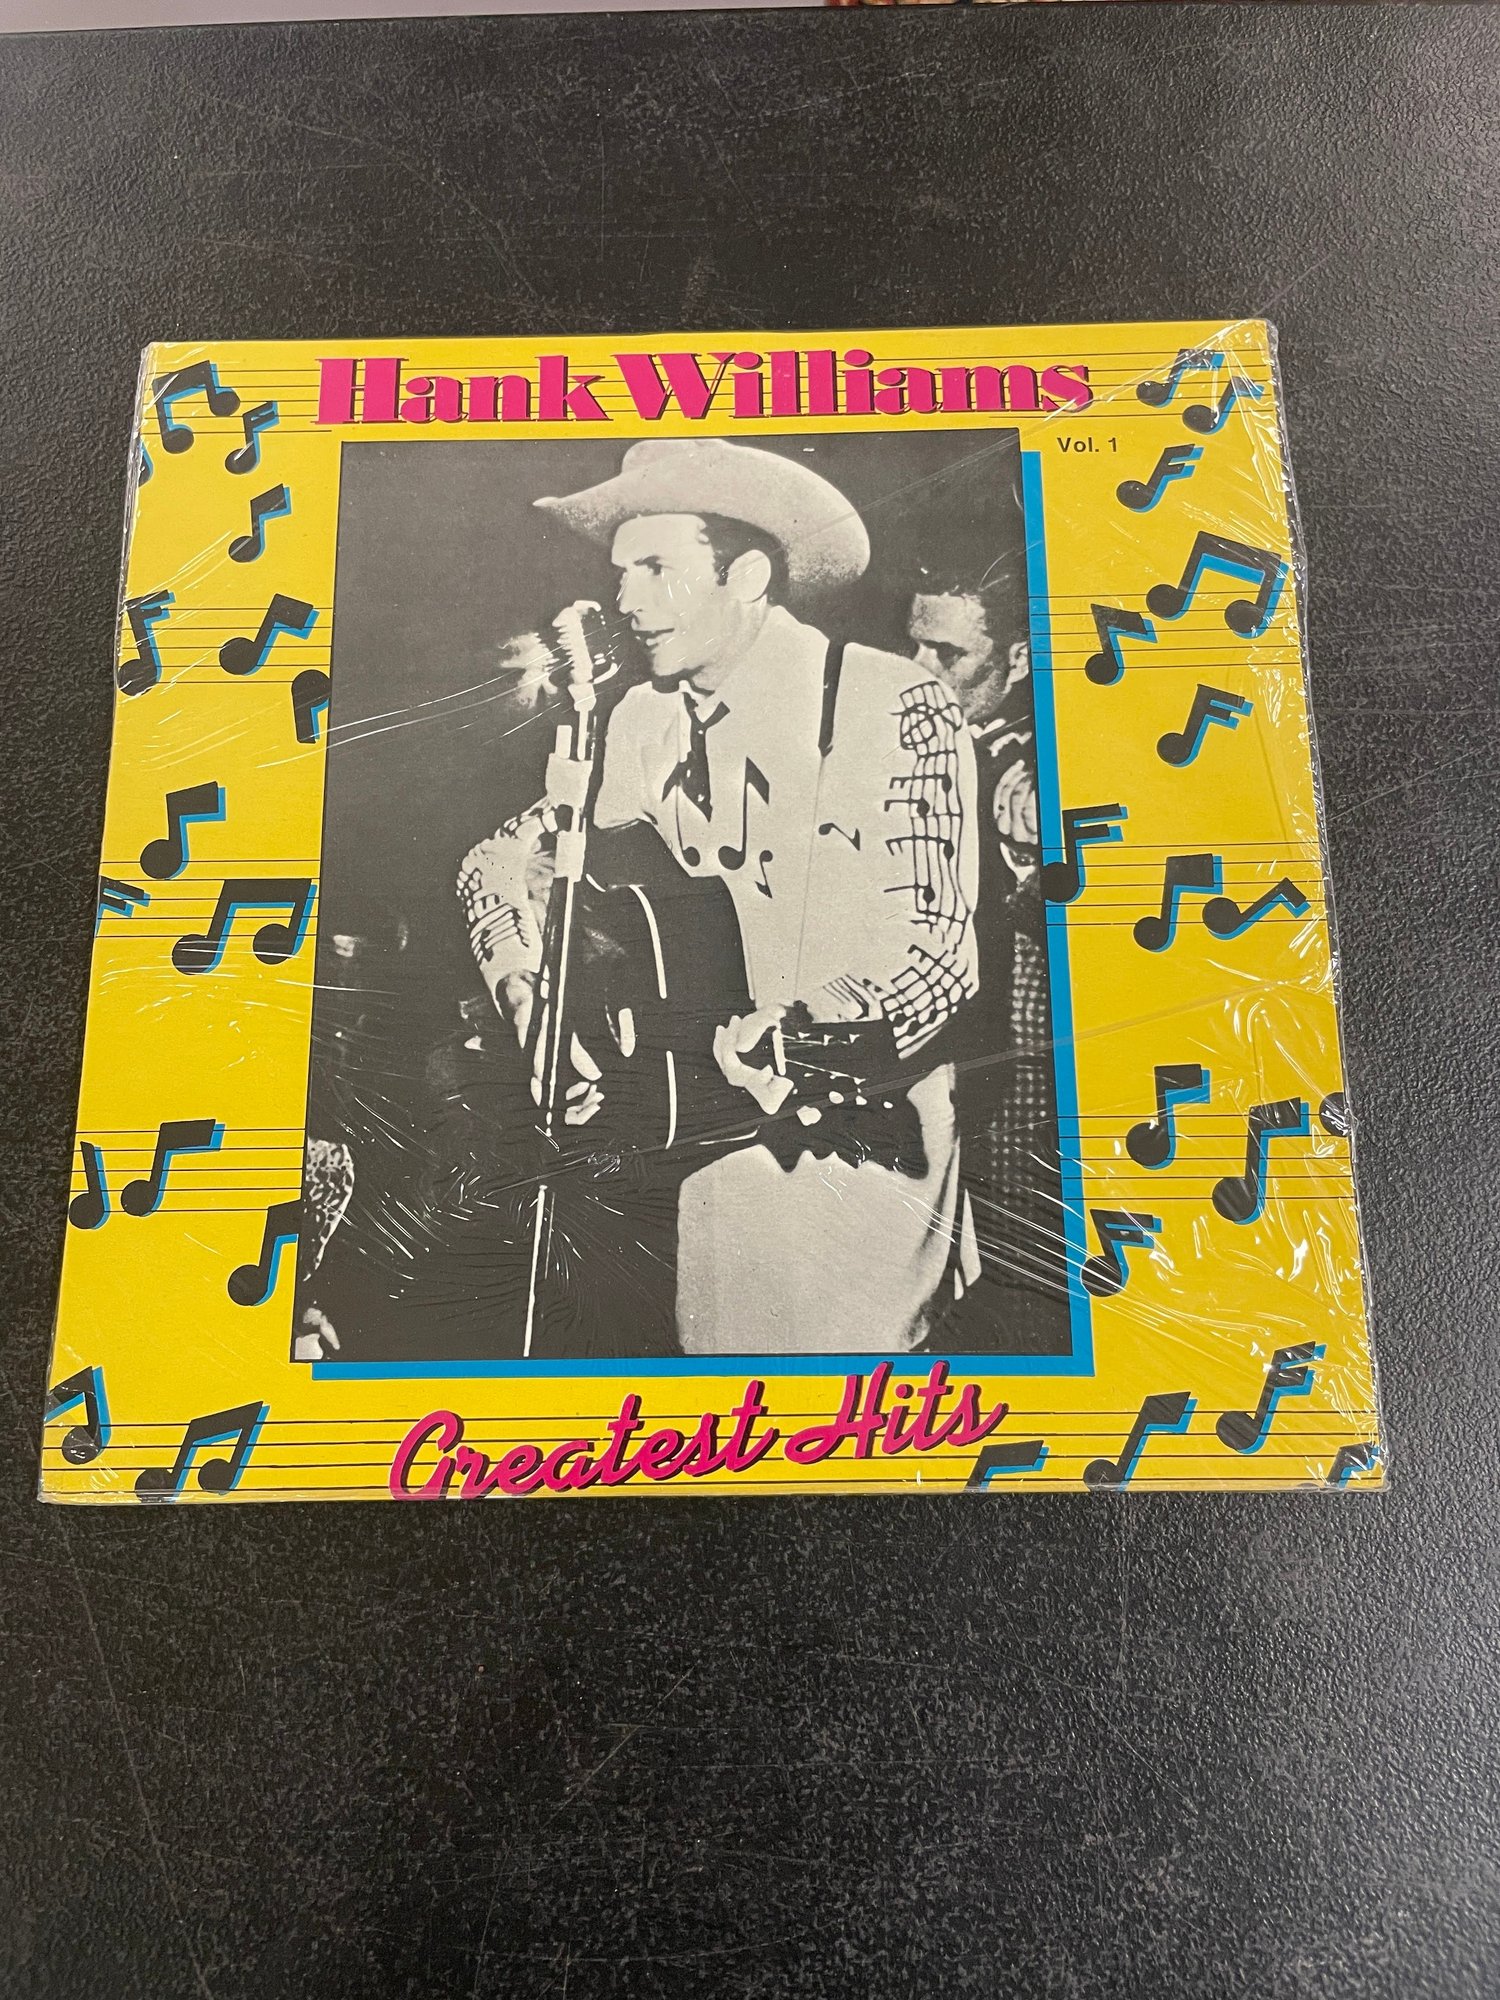 Hank Williams
Vol. 1
Greatest Hits